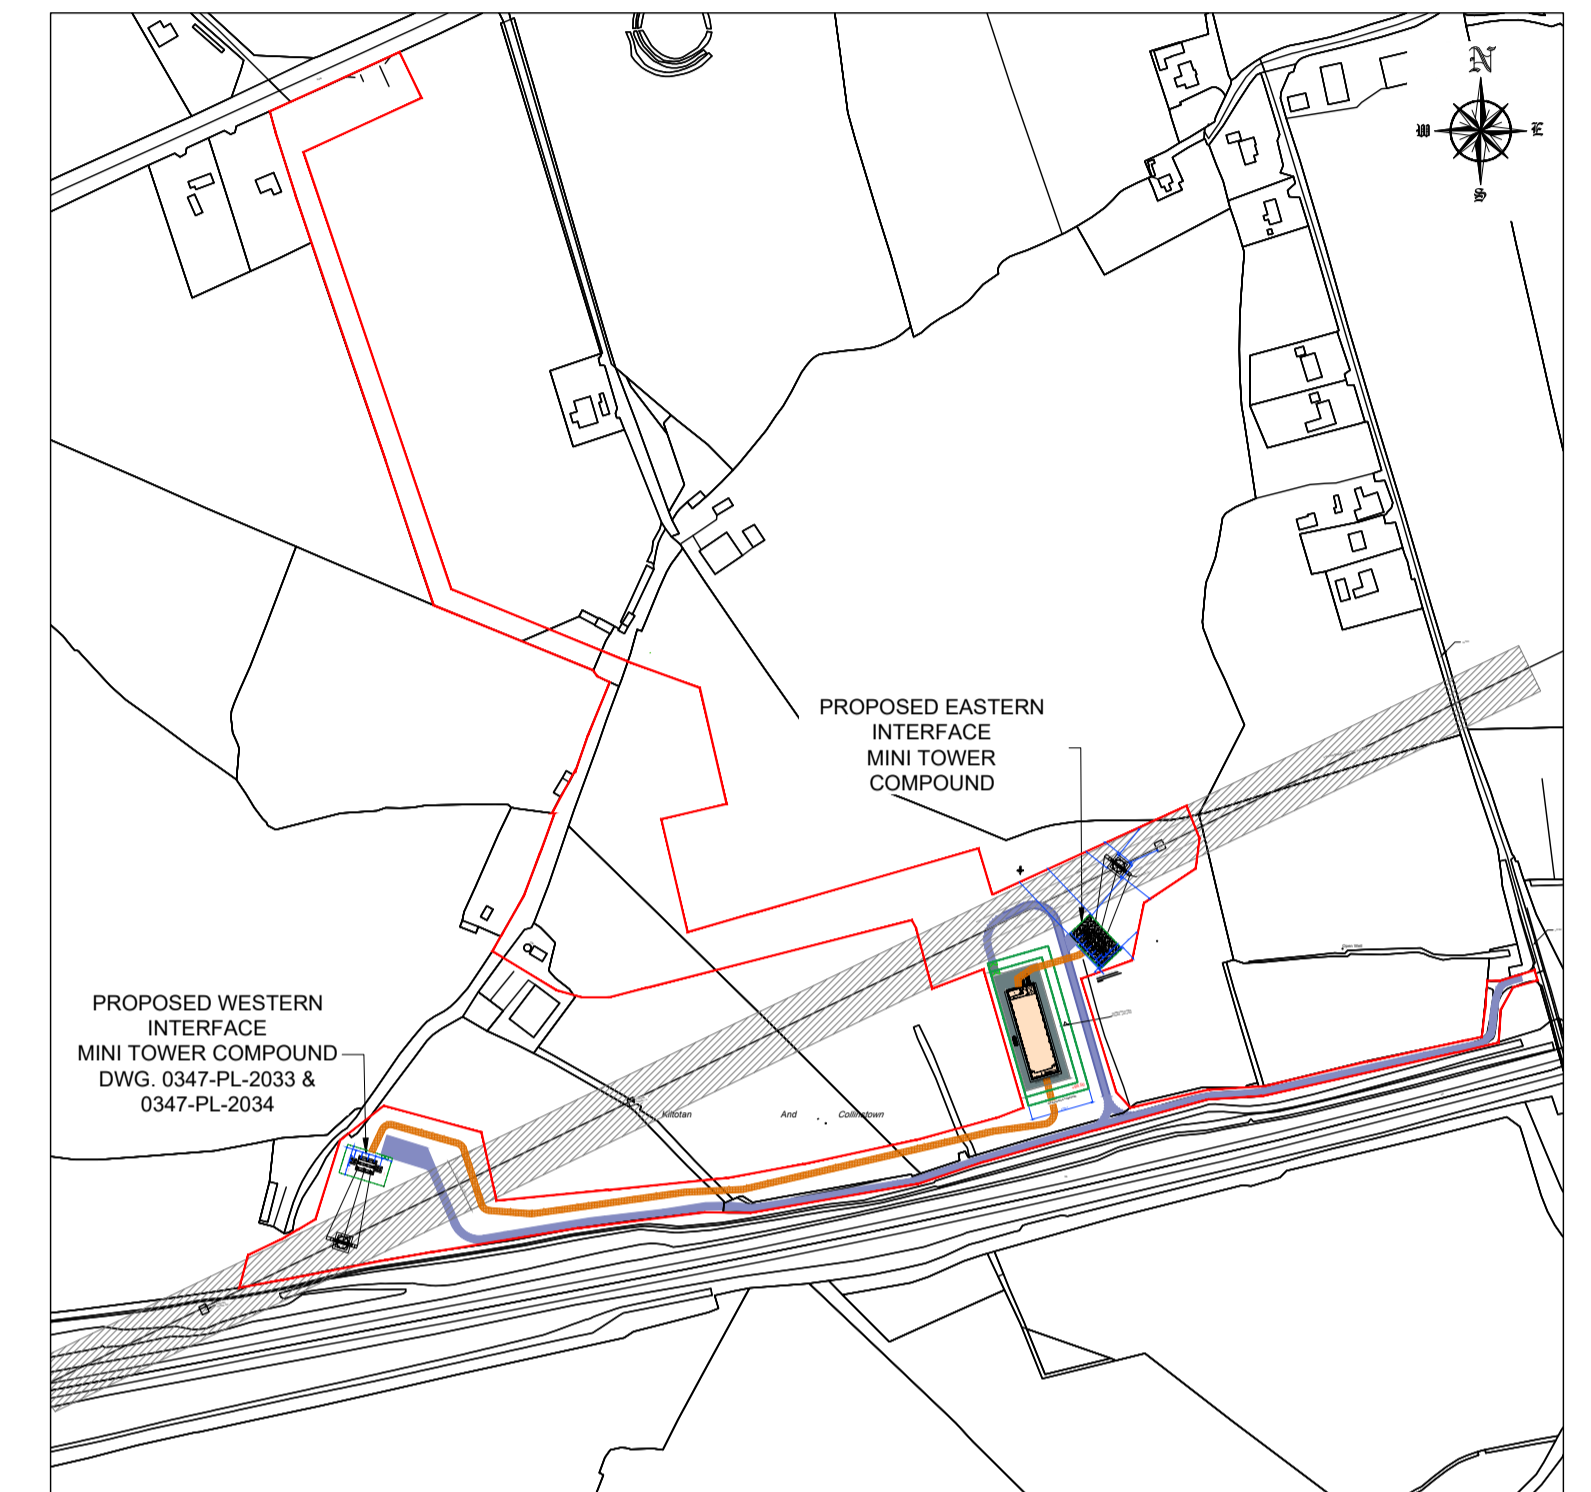 N
W
E
S
PROPOSED EASTERN
INTERFACE
MINI TOWER
COMPOUND
PROPOSED WESTERN
INTERFACE
MINI TOWER COMPOUND
DWG. 0347-PL-2033 &
0347-PL-2034
Kiltotan And Collinstown